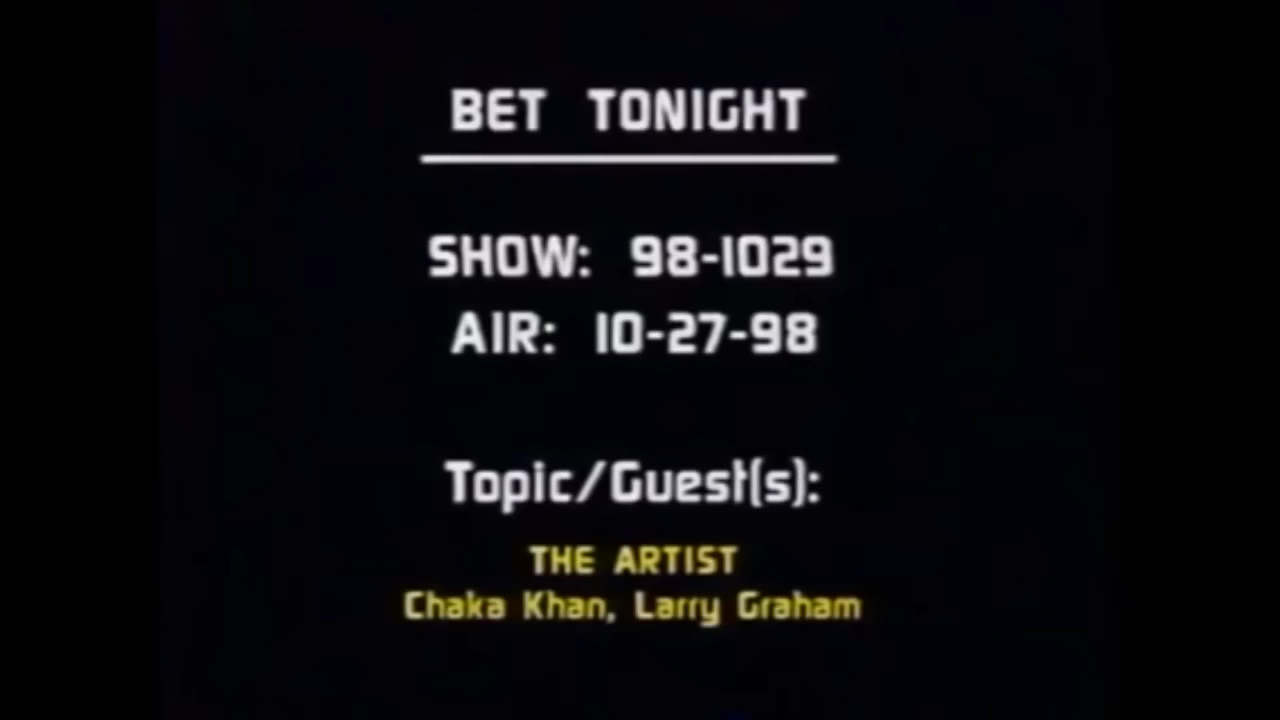 BET TONIGHT
SHOW: 98-1029
AIR: 10-27-98
Topic/Guest(s):
THE ARTIST
Chaka Khan, Larry Graham